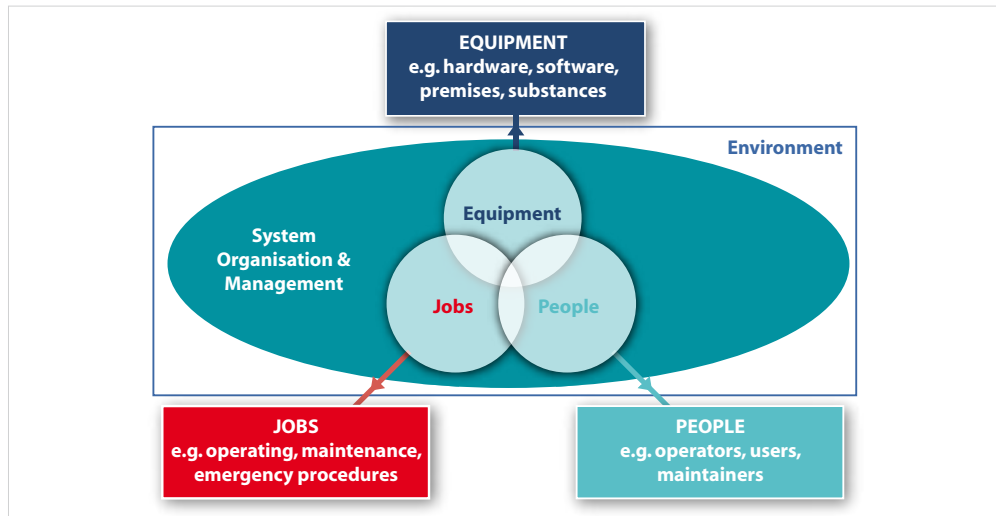 EQUIPMENT
e.g. hardware, software,
premises, substances
Environment
Equipment
System
Organisation &
Management
Jobs
People
JOBS
e.g. operating, maintenance,
emergency procedures
PEOPLE
e.g. operators, users,
maintainers